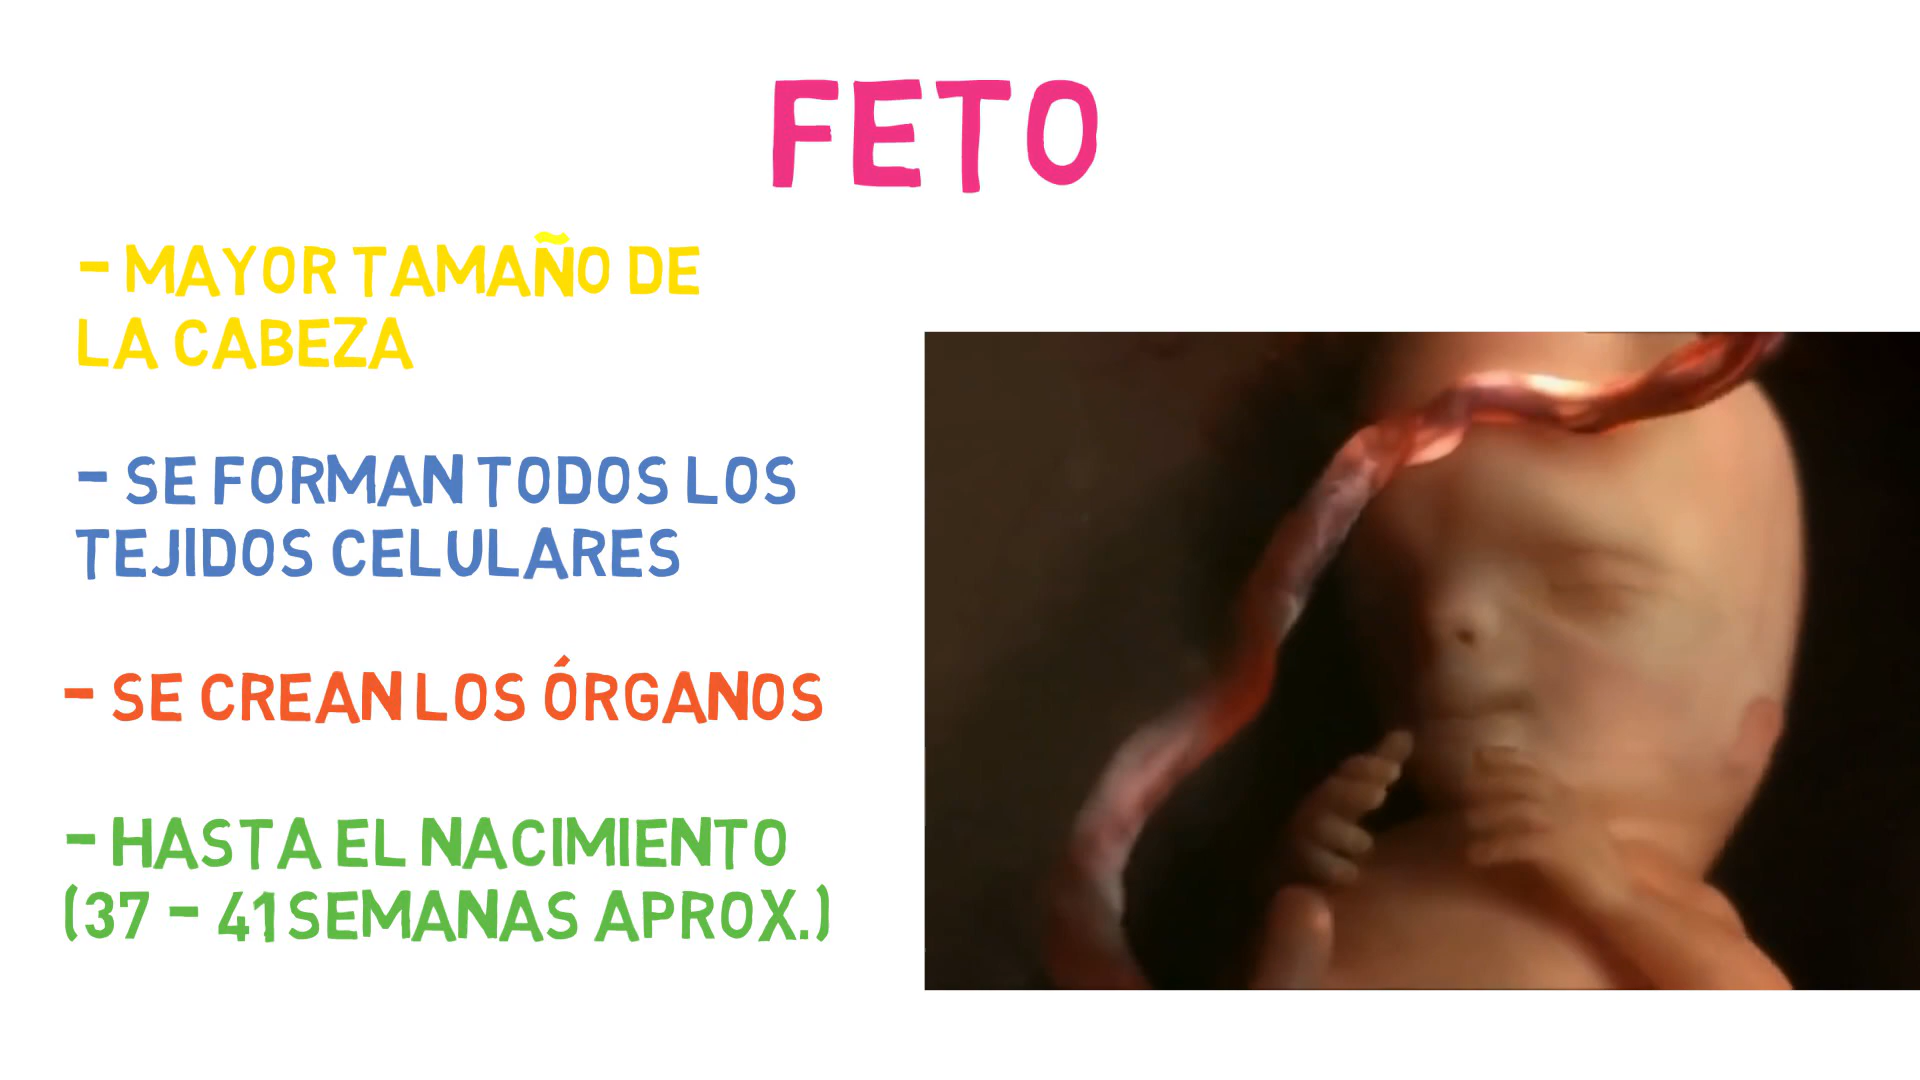 FETO
- MAYOR TAMAÑO DE
LA CABEZA
- SE FORMAN TODOS LOS
TEJIDOS CELULARES
- SE CREAN LOS ÓRGANOS
- HASTA EL NACIMIENTO
(37 - 41 SEMANAS APROX.)